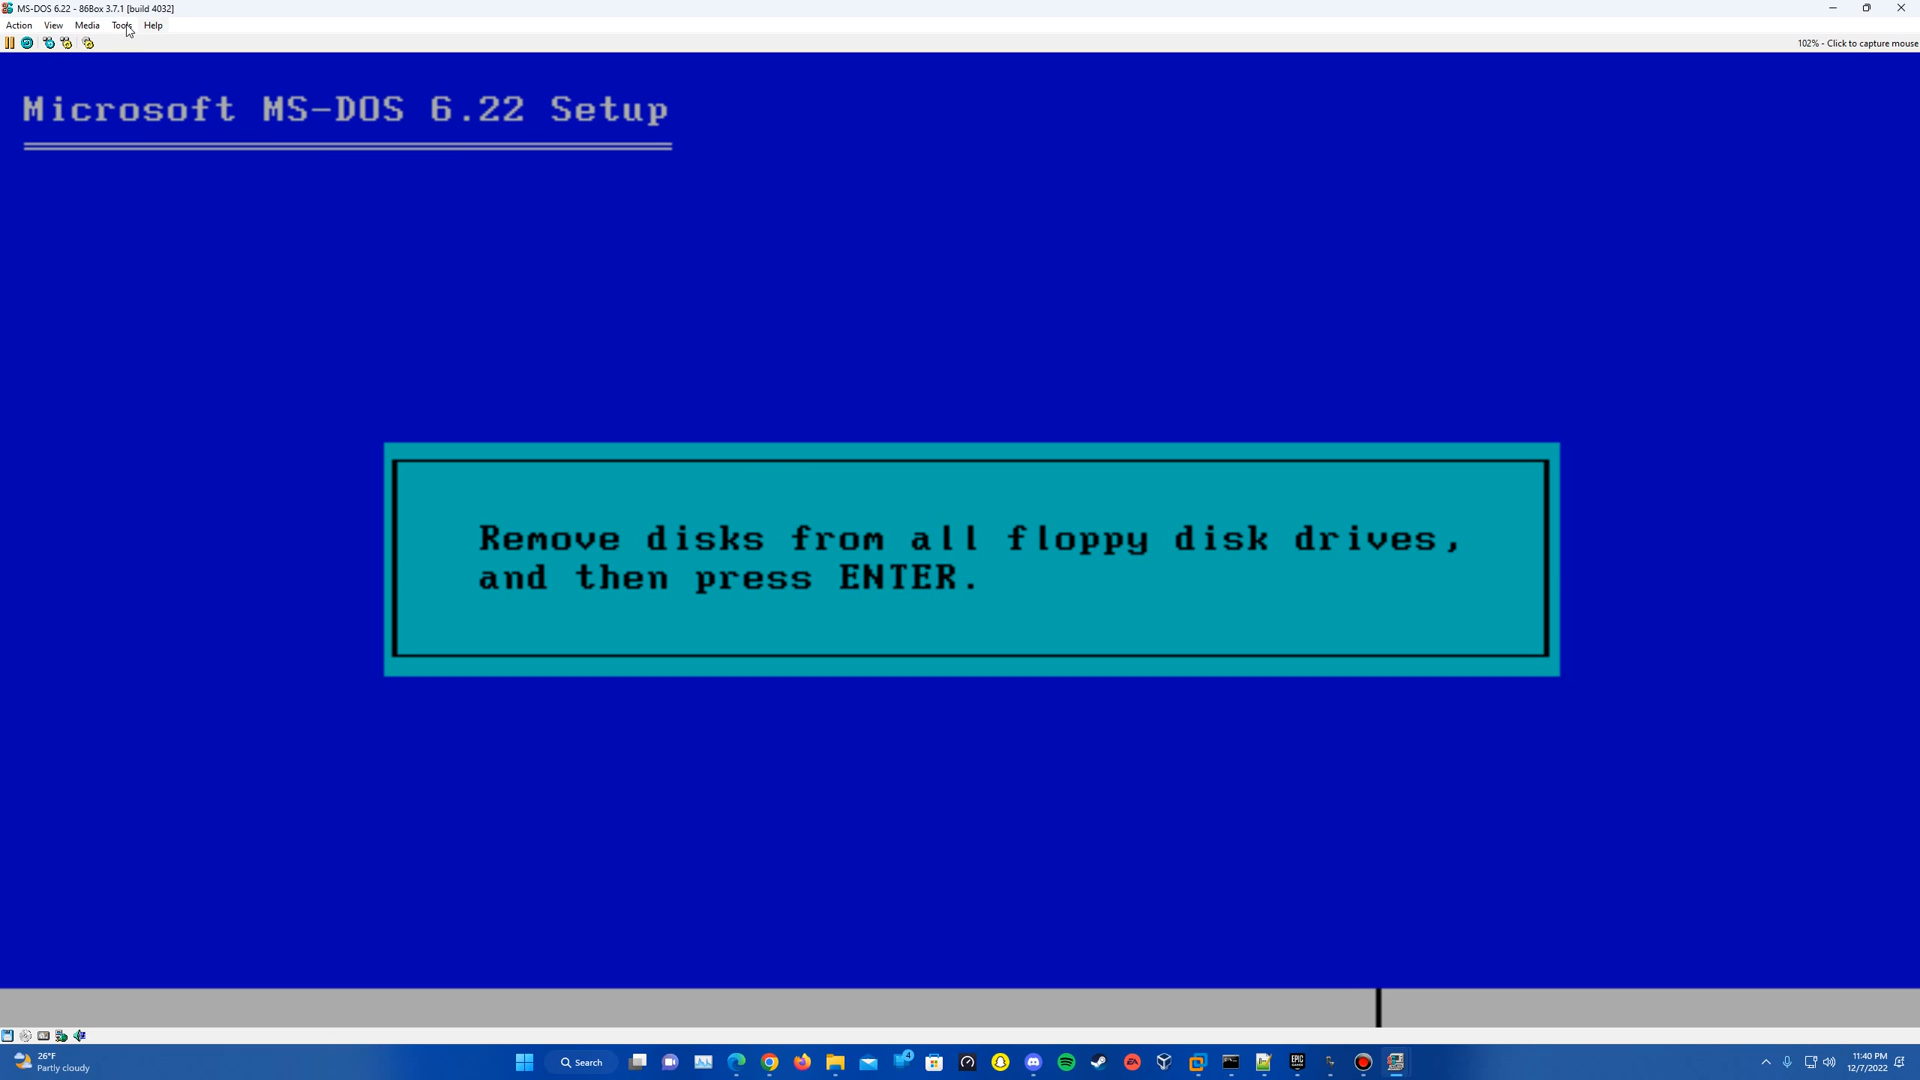 MS-DOS 6.22 - 86Box 3.7.1 [build 4032]
Action View Media Tools Help
102% - Click to capture mouse
Microsoft MS-DOS 6.22 Setup
Remove disks from all floppy disk drives,
and then press ENTER.
26°F
Partly cloudy
Search
4
EPIC
11:40 PM
12/7/2022